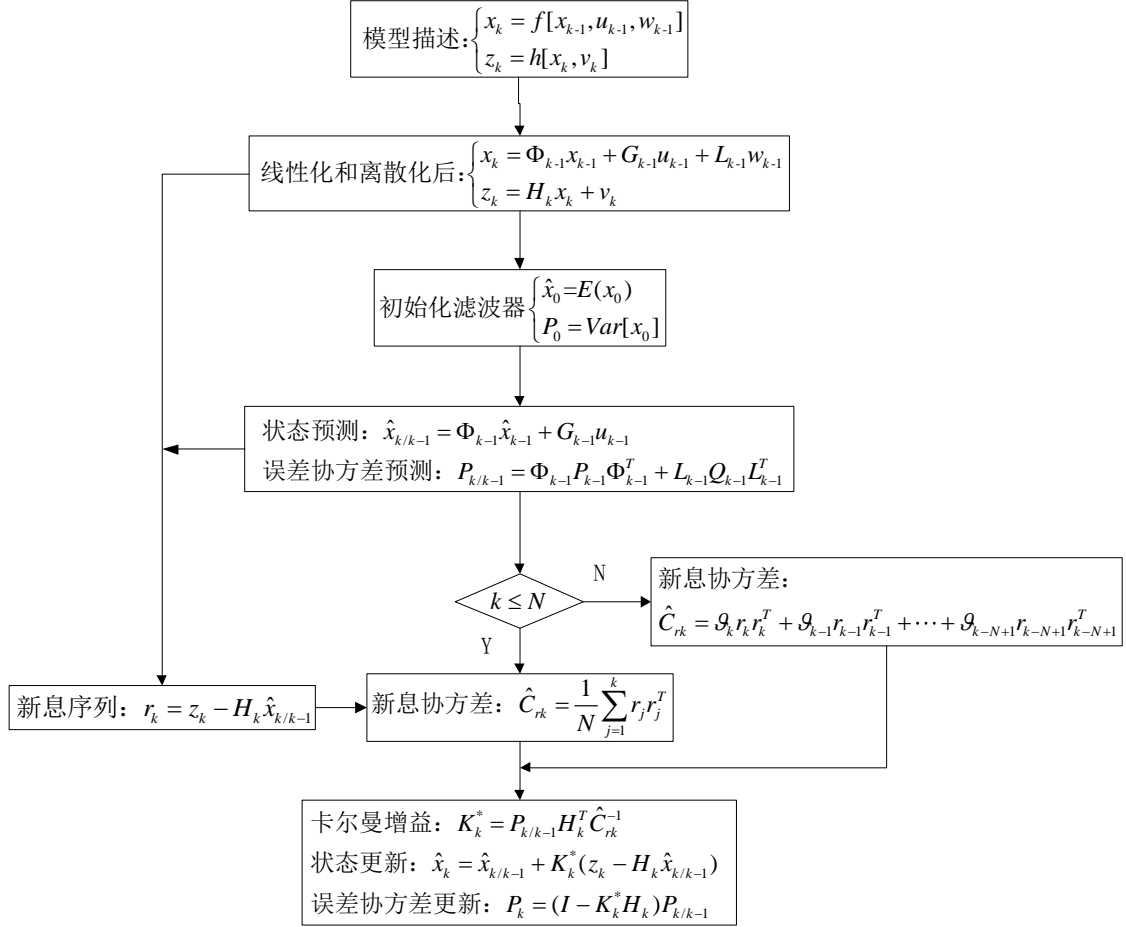 模型描述：{x_k = f[x_{k-1}, u_{k-1}, w_{k-1}]
z_k = h[x_k, v_k]
线性化和离散化后：{x_k = Φ_{k-1}x_{k-1} + G_{k-1}u_{k-1} + L_{k-1}w_{k-1}
z_k = H_k x_k + v_k
初始化滤波器{x̂_0=E(x_0)
P_0 = Var[x_0]
状态预测：x̂_{k/k-1} = Φ_{k-1}x̂_{k-1} + G_{k-1}u_{k-1}
误差协方差预测：P_{k/k-1} = Φ_{k-1}P_{k-1}Φ_{k-1}^T + L_{k-1}Q_{k-1}L_{k-1}^T
k ≤ N
N
Y
新息协方差：
Ĉ_{rk} = ϑ_k r_k r_k^T + ϑ_{k-1} r_{k-1} r_{k-1}^T + ⋯ + ϑ_{k-N+1} r_{k-N+1} r_{k-N+1}^T
新息序列：r_k = z_k − H_k x̂_{k/k-1}
新息协方差：Ĉ_{rk} = \frac{1}{N} \sum_{j=1}^{k} r_j r_j^T
卡尔曼增益：K_k^* = P_{k/k-1} H_k^T Ĉ_{rk}^{-1}
状态更新：x̂_k = x̂_{k/k-1} + K_k^*(z_k − H_k x̂_{k/k-1})
误差协方差更新：P_k = (I − K_k^* H_k)P_{k/k-1}